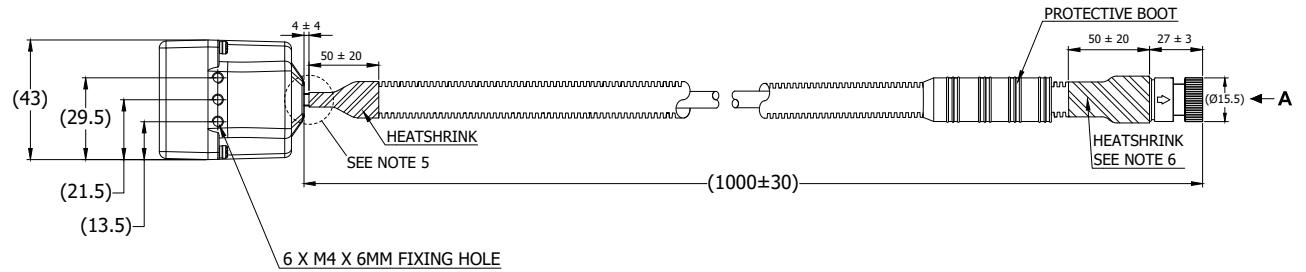 PROTECTIVE BOOT
4 ± 4
50 ± 20
50 ± 20
27 ± 3
(43)
(29.5)
(21.5)
(13.5)
(Ø15.5)
A
HEATSHRINK
SEE NOTE 5
HEATSHRINK
SEE NOTE 6
(1000±30)
6 X M4 X 6MM FIXING HOLE